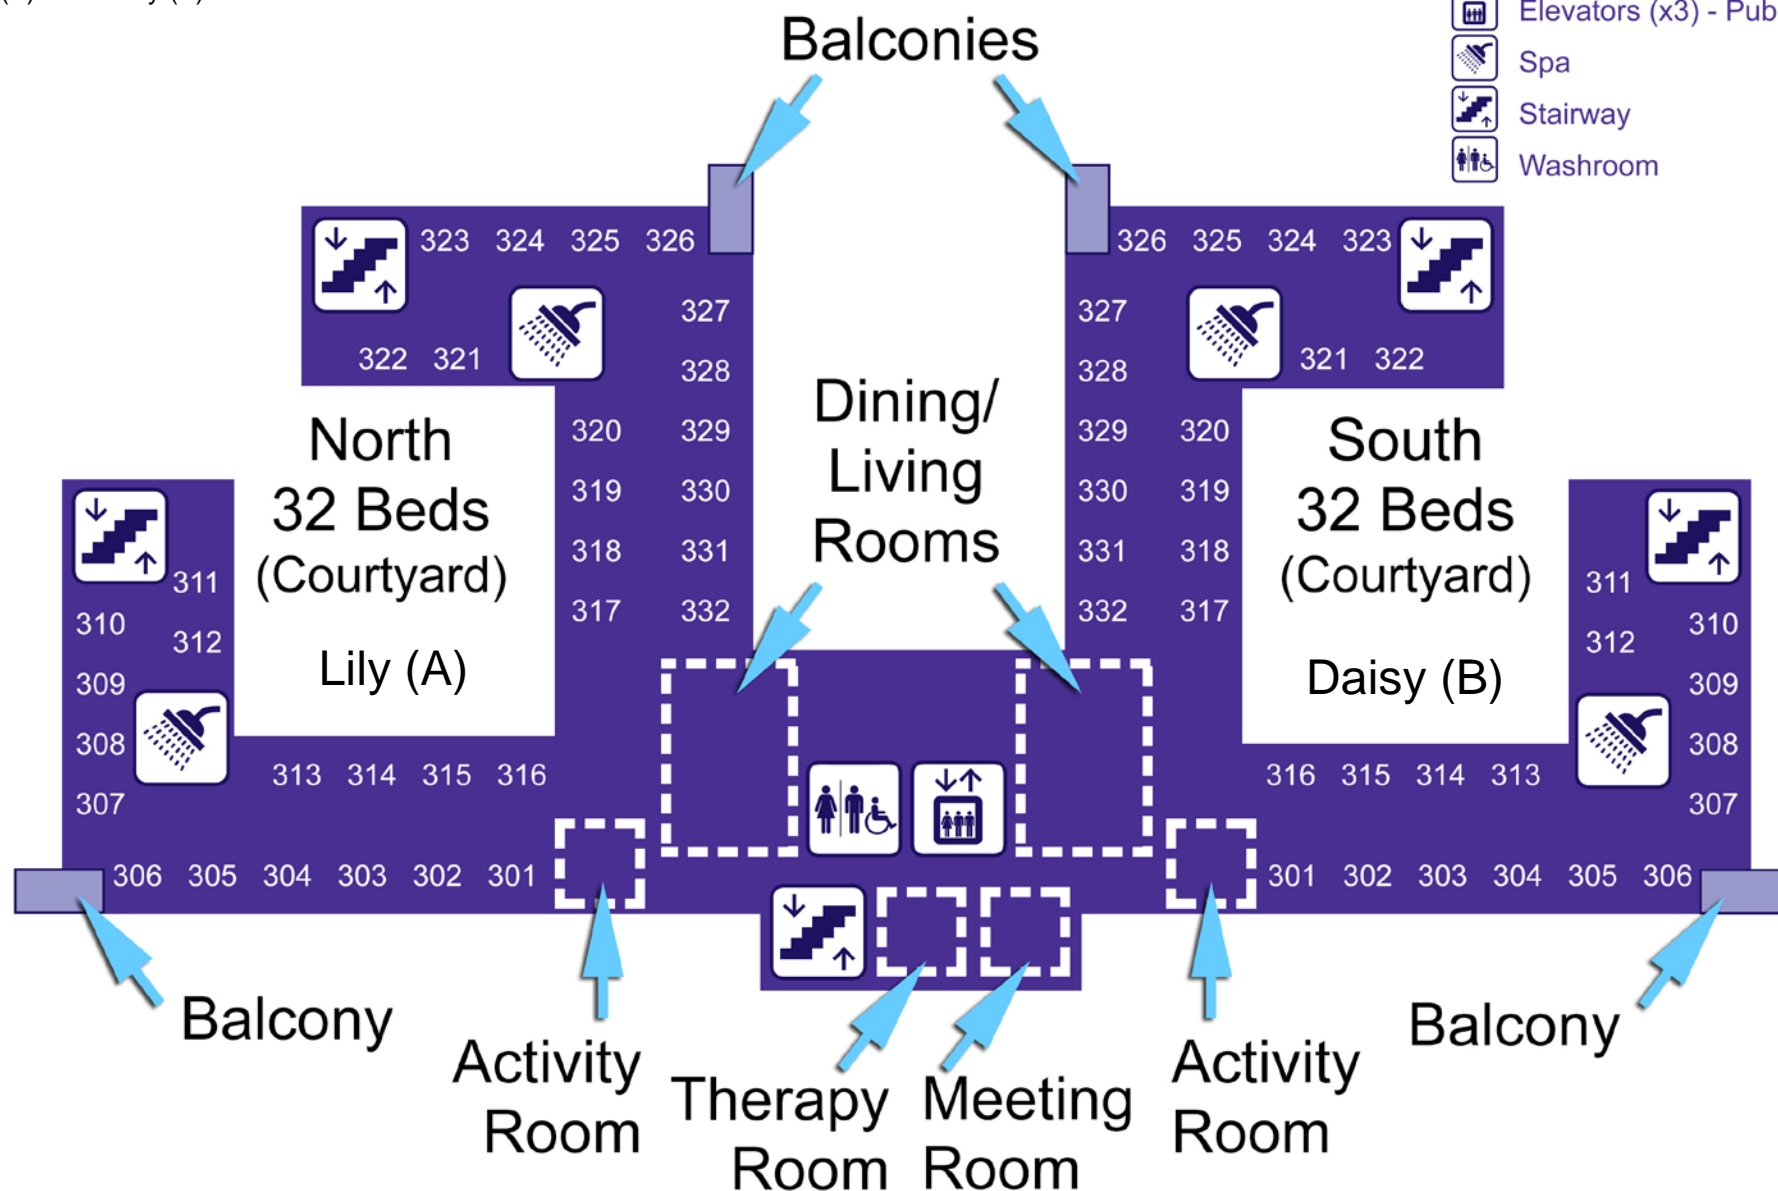 Elevators (x3) - Pub
Spa
Stairway
Washroom
Balconies
323 324 325 326
326 325 324 323
327
327
322 321
328
328
321 322
Dining/
Living
Rooms
North
32 Beds
(Courtyard)
Lily (A)
320 329
319 330
318 331
317 332
329 320
330 319
331 318
332 317
South
32 Beds
(Courtyard)
Daisy (B)
311
310
312
309
308
307
311
310
312
309
308
307
313 314 315 316
316 315 314 313
306 305 304 303 302 301
301 302 303 304 305 306
Balcony
Activity
Room
Therapy
Room
Meeting
Room
Activity
Room
Balcony